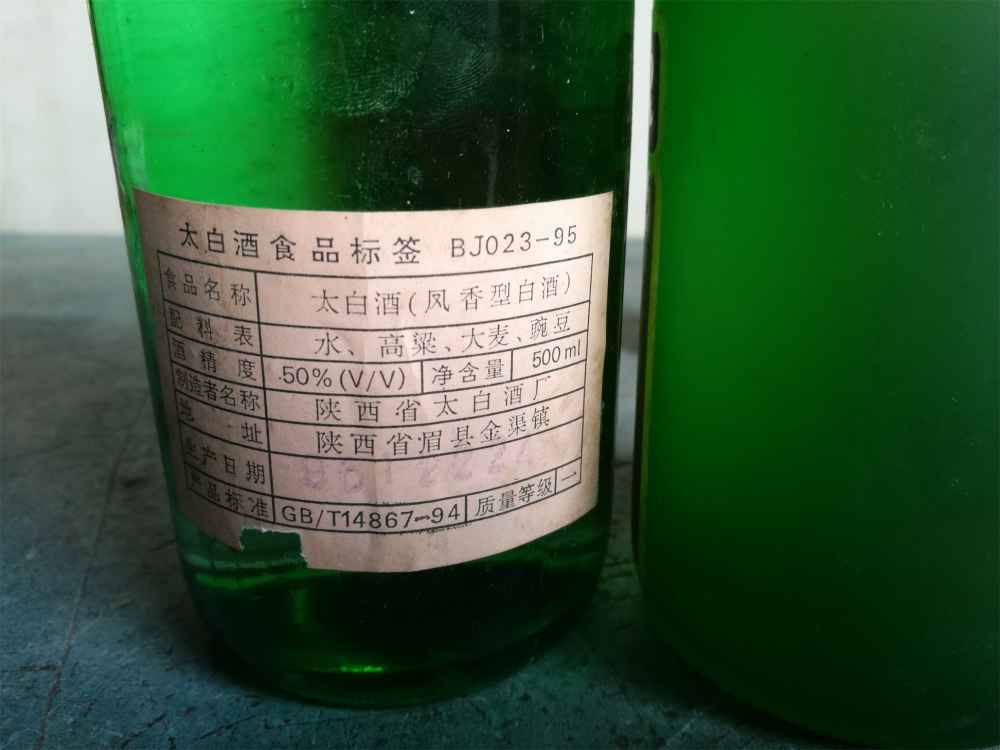 太白酒食品标签 BJ023-95
食品名称 太白酒(凤香型白酒)
配料表 水、高粱、大麦、豌豆
酒精度 50%(V/V) 净含量 500ml
制造者名称 陕西省太白酒厂
地址 陕西省眉县金渠镇
生产日期
产品标准 GB/T14867-94 质量等级 一